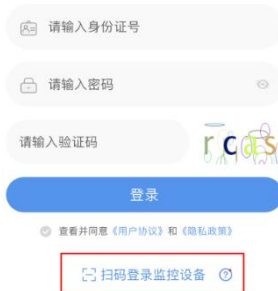 请输入身份证号
请输入密码
请输入验证码
rcas
登录
查看并同意《用户协议》和《隐私政策》
扫码登录监控设备 ?